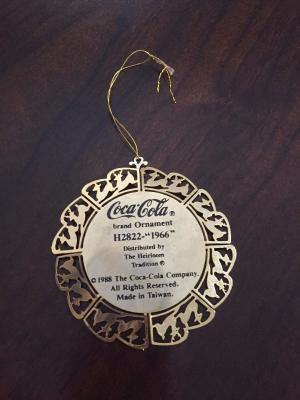 Coca-Cola®
brand Ornament
H2822-"1966"
Distributed by
The Heirloom
Tradition®
©1988 The Coca-Cola Company.
All Rights Reserved.
Made in Taiwan.